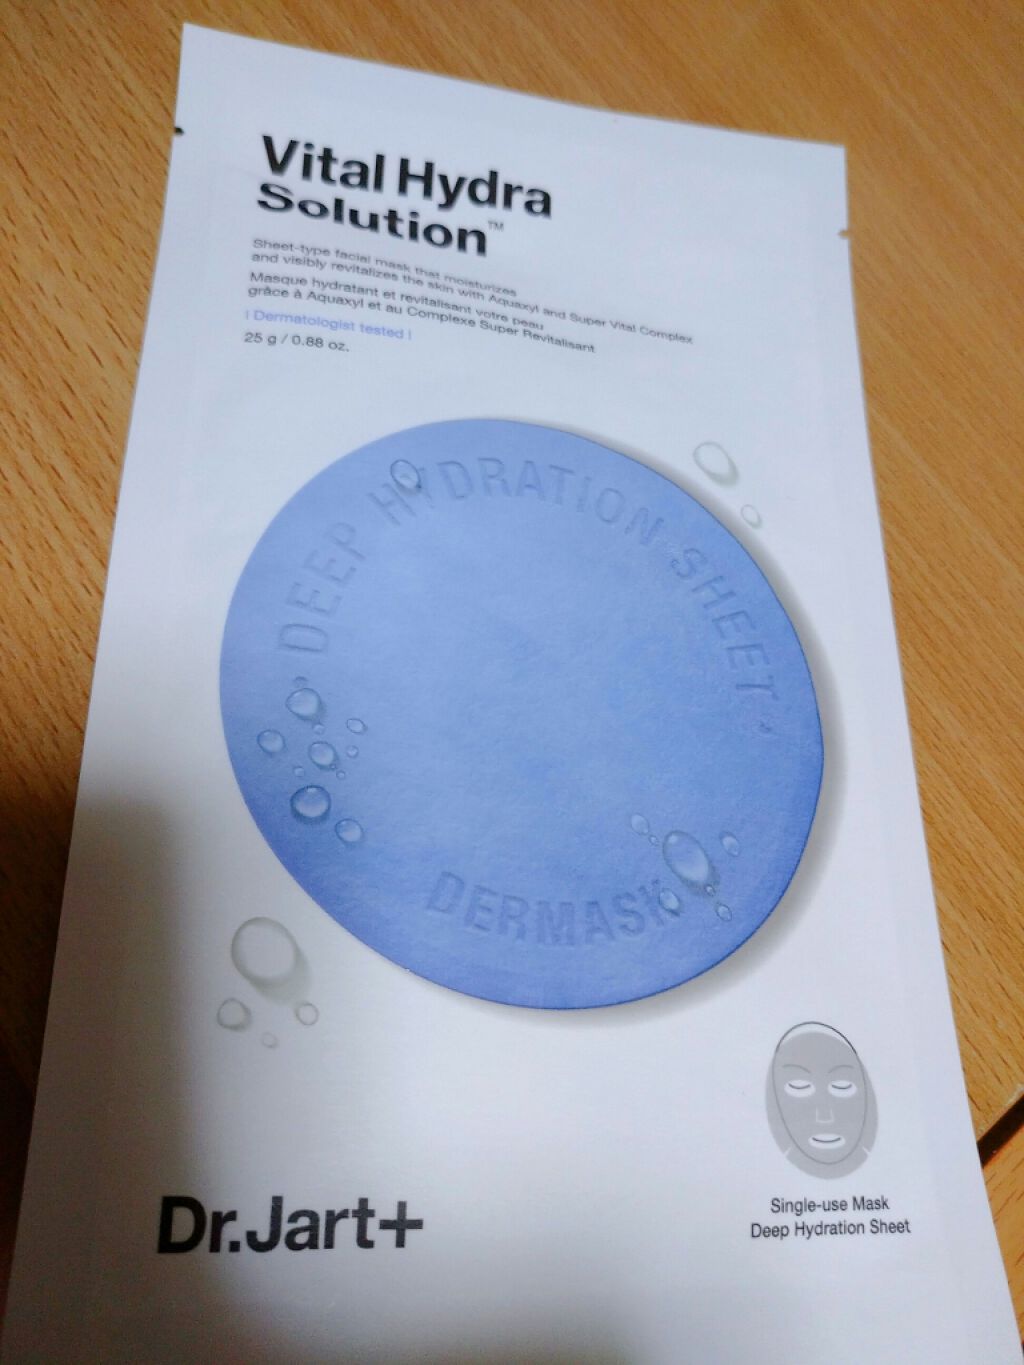 Vital Hydra
Solution™
Sheet-type facial mask that moisturizes
and visibly revitalizes the skin with Aquaxyl and Super Vital Complex
Masque hydratant et revitalisant votre peau
grâce à Aquaxyl et au Complexe Super Revitalisant
| Dermatologist tested |
25 g / 0.88 oz.
DEEP HYDRATION SHEET
DERMASK
Single-use Mask
Deep Hydration Sheet
Dr.Jart+